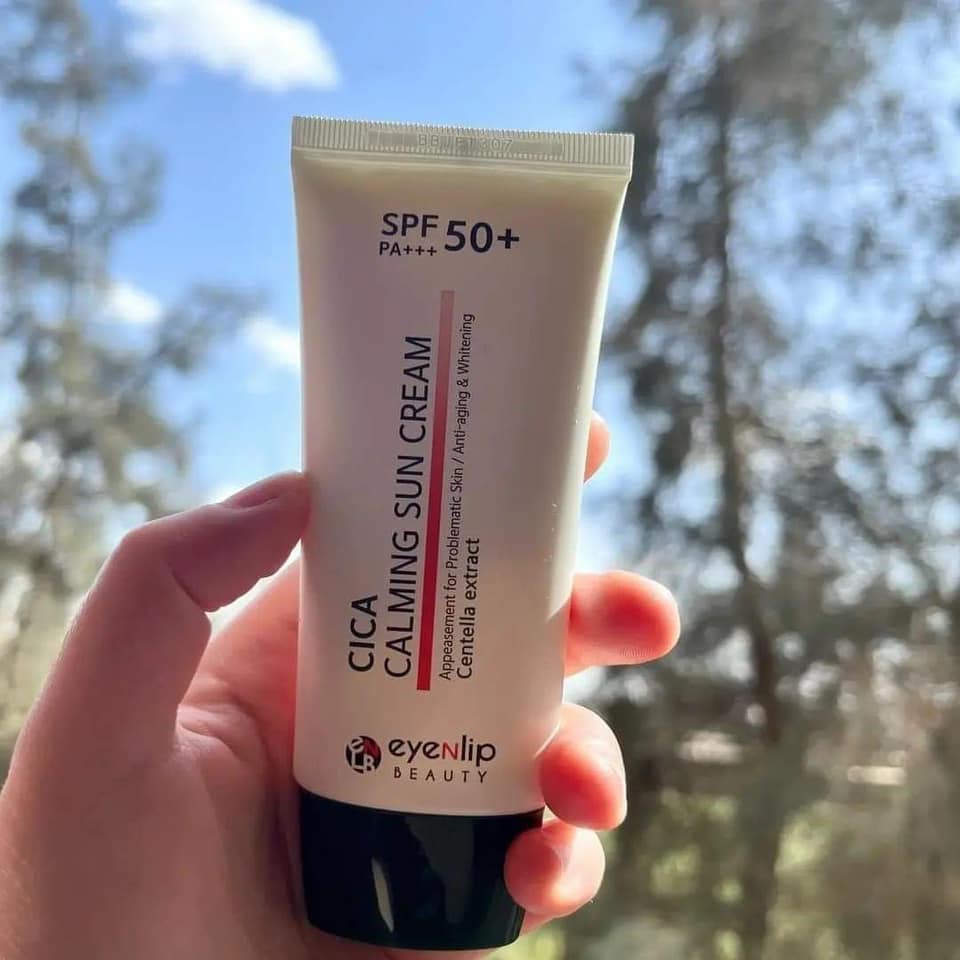 SPF 50+
PA+++
CICA
CALMING SUN CREAM
Appeasement for Problematic Skin / Anti-aging & Whitening
Centella extract
eyeNlip
BEAUTY